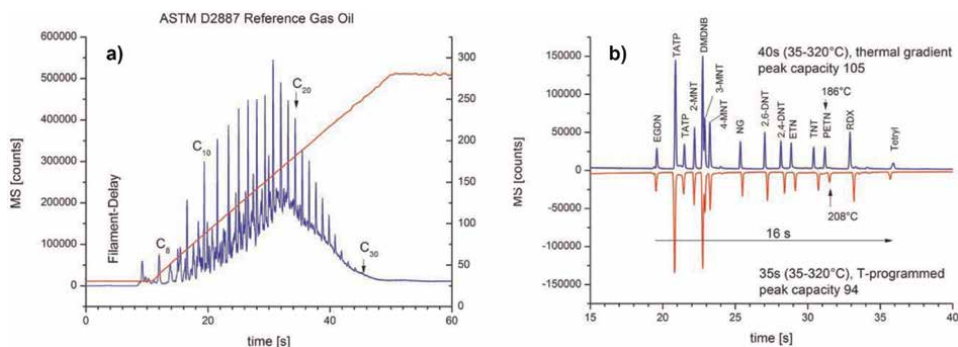 ASTM D2887 Reference Gas Oil
a)
600000
500000
400000
300000
200000
100000
0
MS [counts]
300
250
200
150
100
50
0
Filament-Delay
C8
C10
C20
C30
0
20
40
60
time [s]
b)
150000
100000
50000
0
-50000
-100000
-150000
MS [counts]
40s (35-320°C), thermal gradient
peak capacity 105
EGDN
TATP
TATP
2-MNT
DMDNB
3-MNT
4-MNT
NG
2,6-DNT
2,4-DNT
ETN
TNT
PETN
186°C
RDX
Tetryl
208°C
16 s
35s (35-320°C), T-programmed
peak capacity 94
15
20
25
30
35
40
time [s]